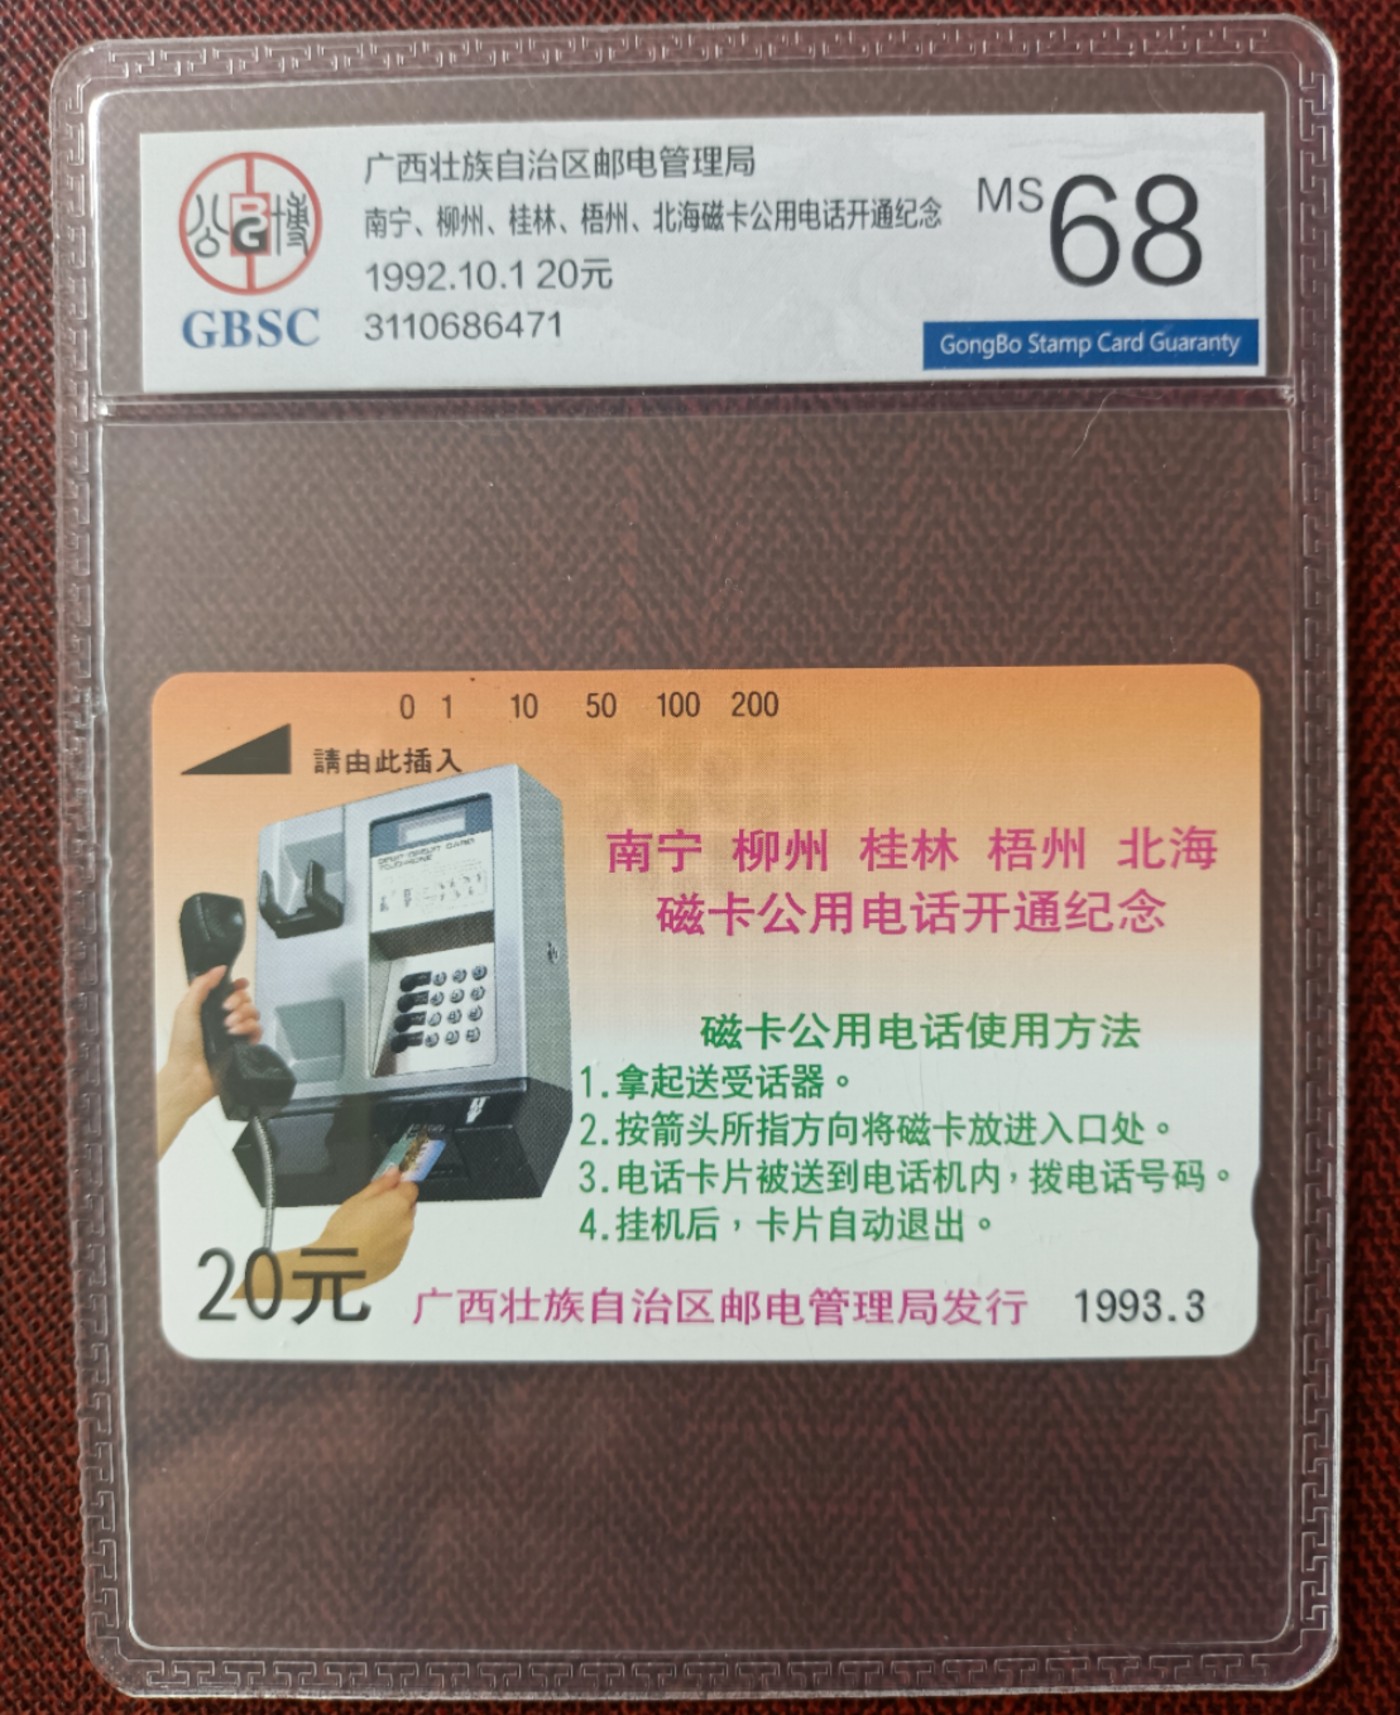 公 BG 博
GBSC
广西壮族自治区邮电管理局
南宁、柳州、桂林、梧州、北海磁卡公用电话开通纪念
1992.10.1 20元
3110686471
MS 68
GongBo Stamp Card Guaranty
0 1 10 50 100 200
請由此插入
南宁 柳州 桂林 梧州 北海
磁卡公用电话开通纪念
磁卡公用电话使用方法
1.拿起送受话器。
2.按箭头所指方向将磁卡放进入口处。
3.电话卡片被送到电话机内，拨电话号码。
4.挂机后，卡片自动退出。
20元
广西壮族自治区邮电管理局发行 1993.3